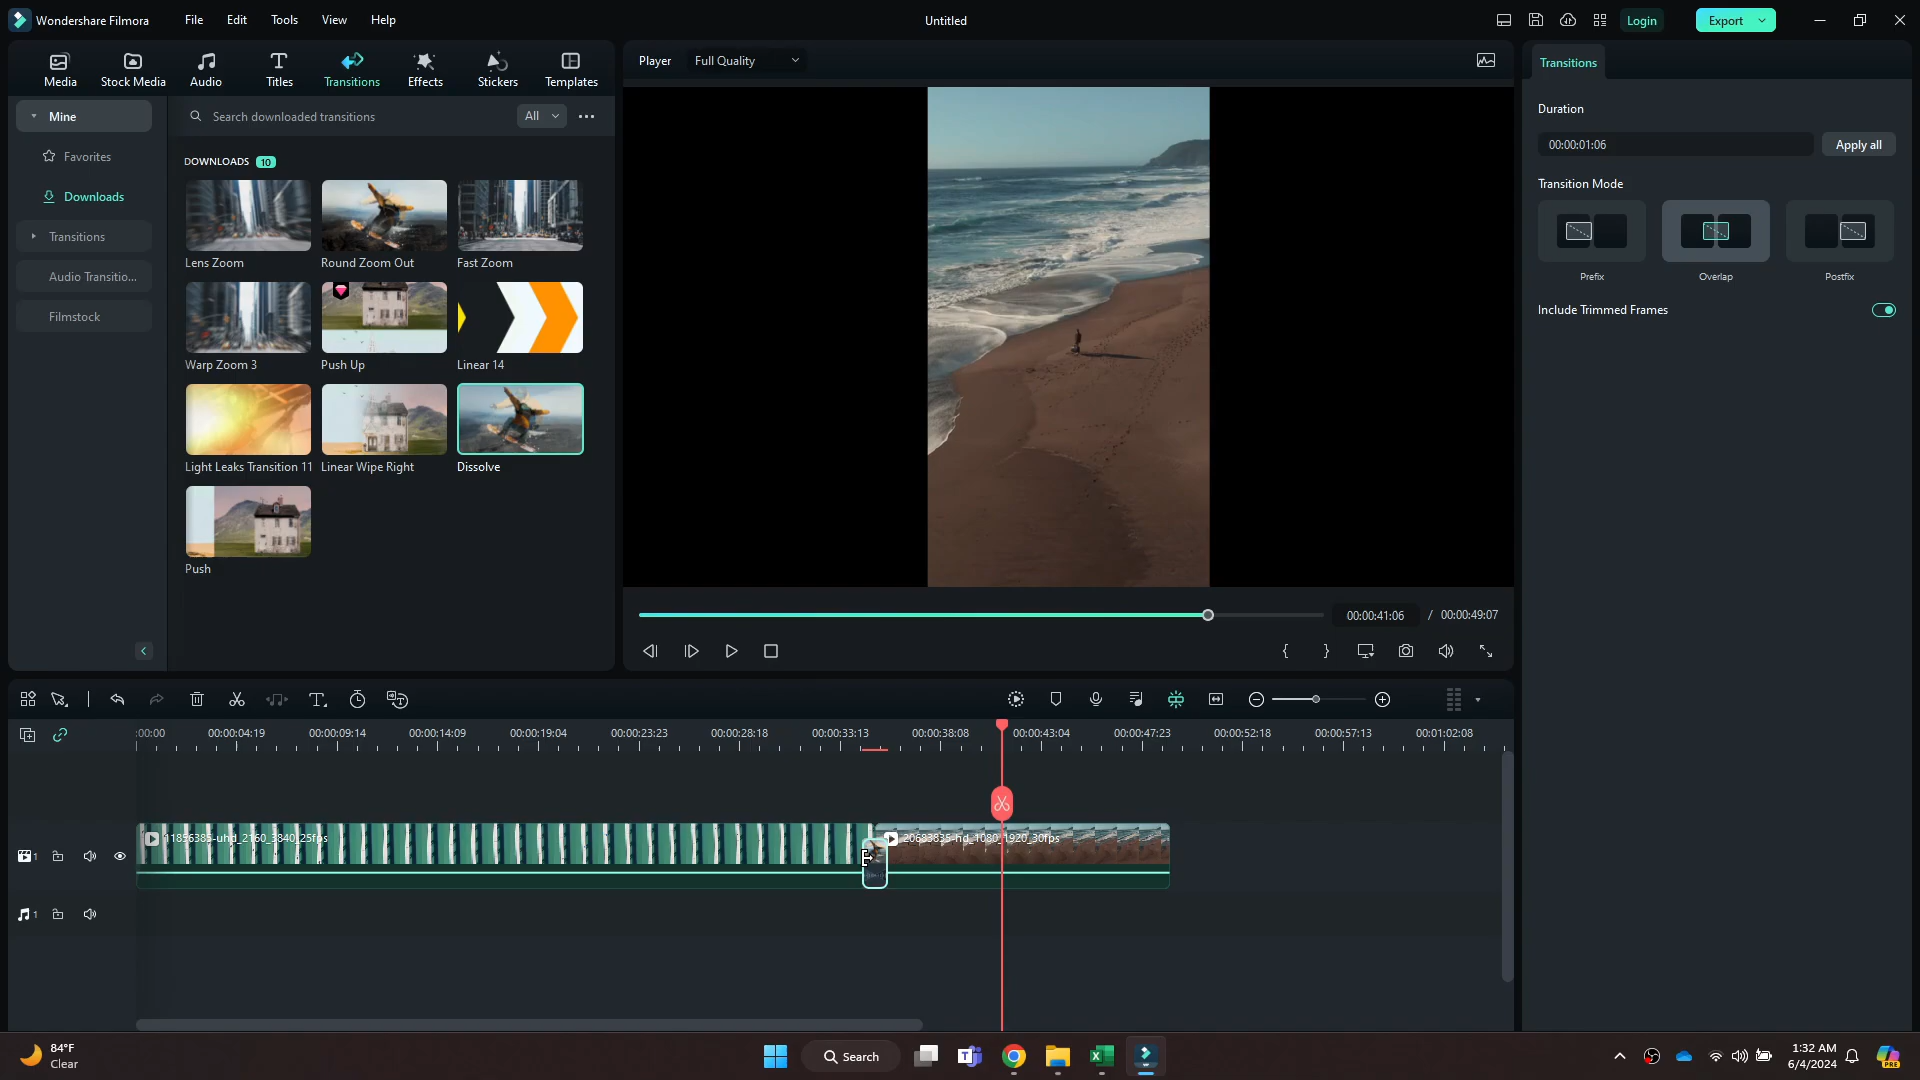 Wondershare Filmora File Edit Tools View Help Untitled Login Export
Media Stock Media Audio Titles Transitions Effects Stickers Templates
Player Full Quality
Transitions
Mine
Search downloaded transitions All
Duration
00:00:01:06 Apply all
Favorites
DOWNLOADS 10
Transition Mode
Downloads
Transitions
Lens Zoom Round Zoom Out Fast Zoom
Audio Transitio...
Prefix Overlap Postfix
Filmstock
Include Trimmed Frames
Warp Zoom 3 Push Up Linear 14
Light Leaks Transition 11 Linear Wipe Right Dissolve
Push
00:00:41:06 / 00:00:49:07
:00:00 00:00:04:19 00:00:09:14 00:00:14:09 00:00:19:04 00:00:23:23 00:00:28:18 00:00:33:13 00:00:38:08 00:00:43:04 00:00:47:23 00:00:52:18 00:00:57:13 00:01:02:08
11856385-uhd_2160_3840_25fps 20683835-hd_1080_1920_30fps
1
1
84°F
Clear
Search
1:32 AM
6/4/2024
PRE